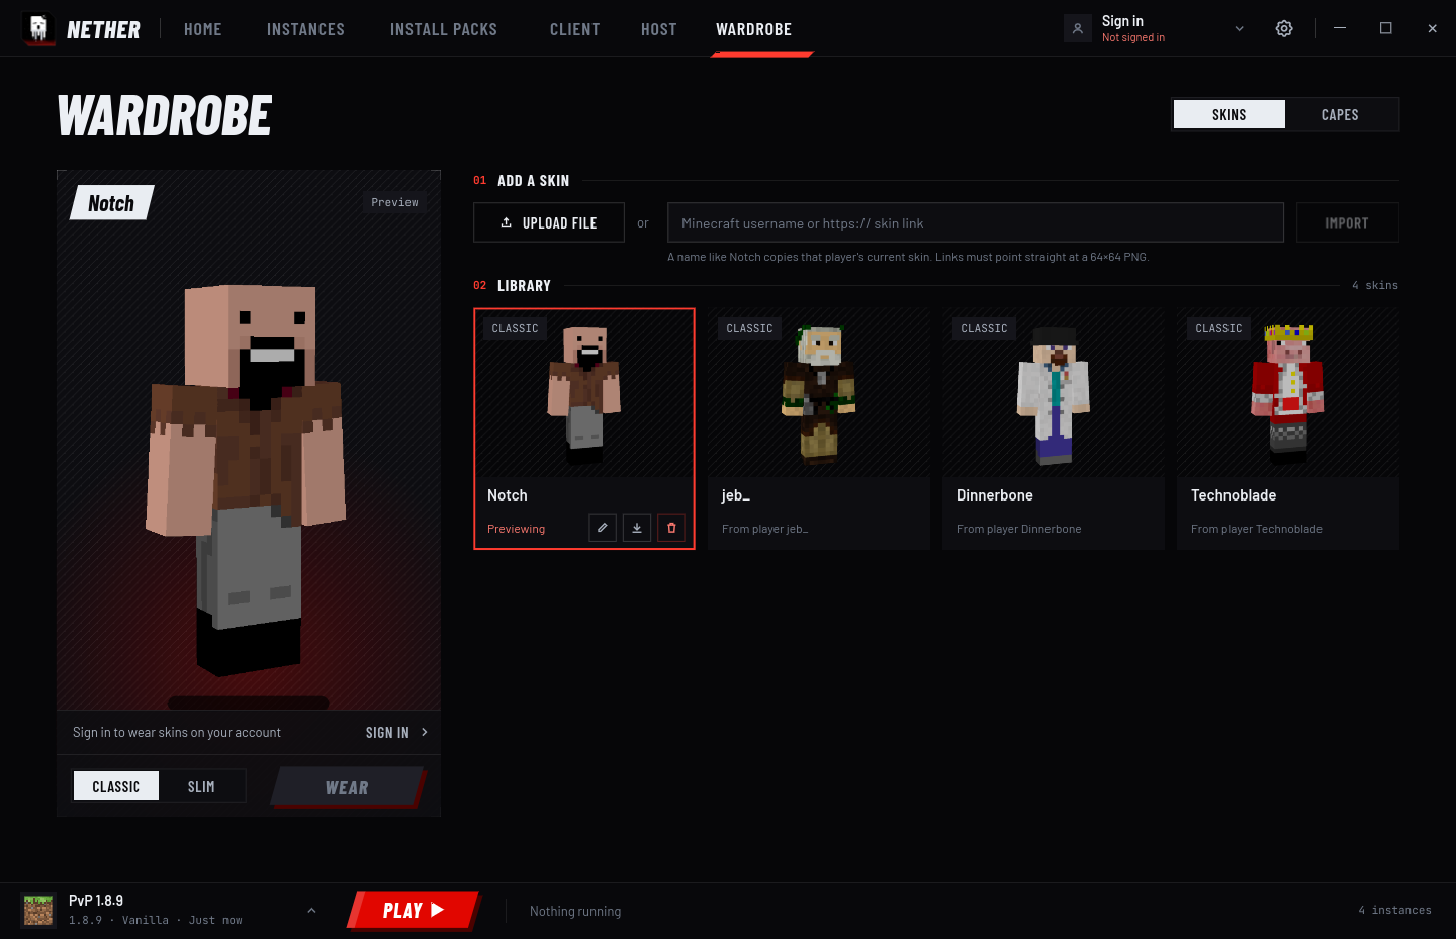 NETHER
HOME
INSTANCES
INSTALL PACKS
CLIENT
HOST
WARDROBE
Sign in
Not signed in
WARDROBE
SKINS
CAPES
Notch
Preview
01 ADD A SKIN
UPLOAD FILE
or
Minecraft username or https:// skin link
IMPORT
A name like Notch copies that player's current skin. Links must point straight at a 64×64 PNG.
02 LIBRARY
4 skins
CLASSIC
CLASSIC
CLASSIC
CLASSIC
Notch
jeb_
Dinnerbone
Technoblade
Previewing
From player jeb_
From player Dinnerbone
From player Technoblade
Sign in to wear skins on your account
SIGN IN
CLASSIC
SLIM
WEAR
PvP 1.8.9
1.8.9 · Vanilla · Just now
PLAY
Nothing running
4 instances